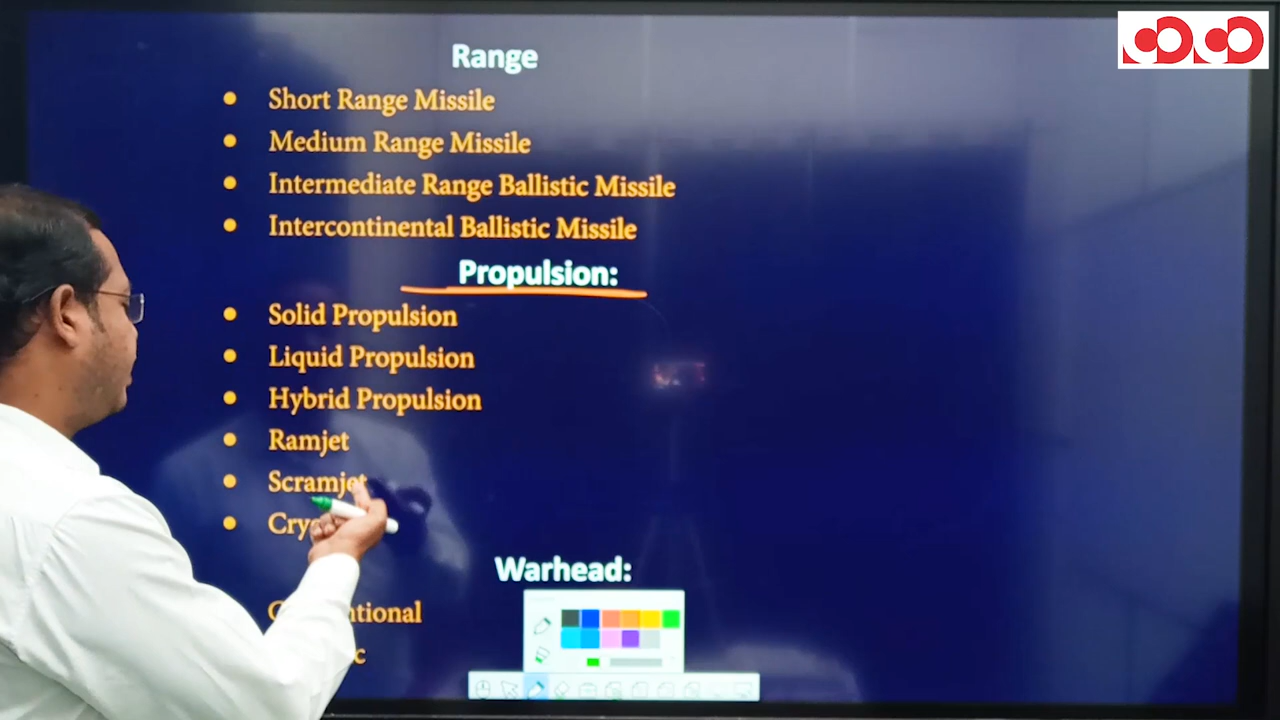 Range
• Short Range Missile
• Medium Range Missile
• Intermediate Range Ballistic Missile
• Intercontinental Ballistic Missile
Propulsion:
• Solid Propulsion
• Liquid Propulsion
• Hybrid Propulsion
• Ramjet
• Scramjet
Warhead: